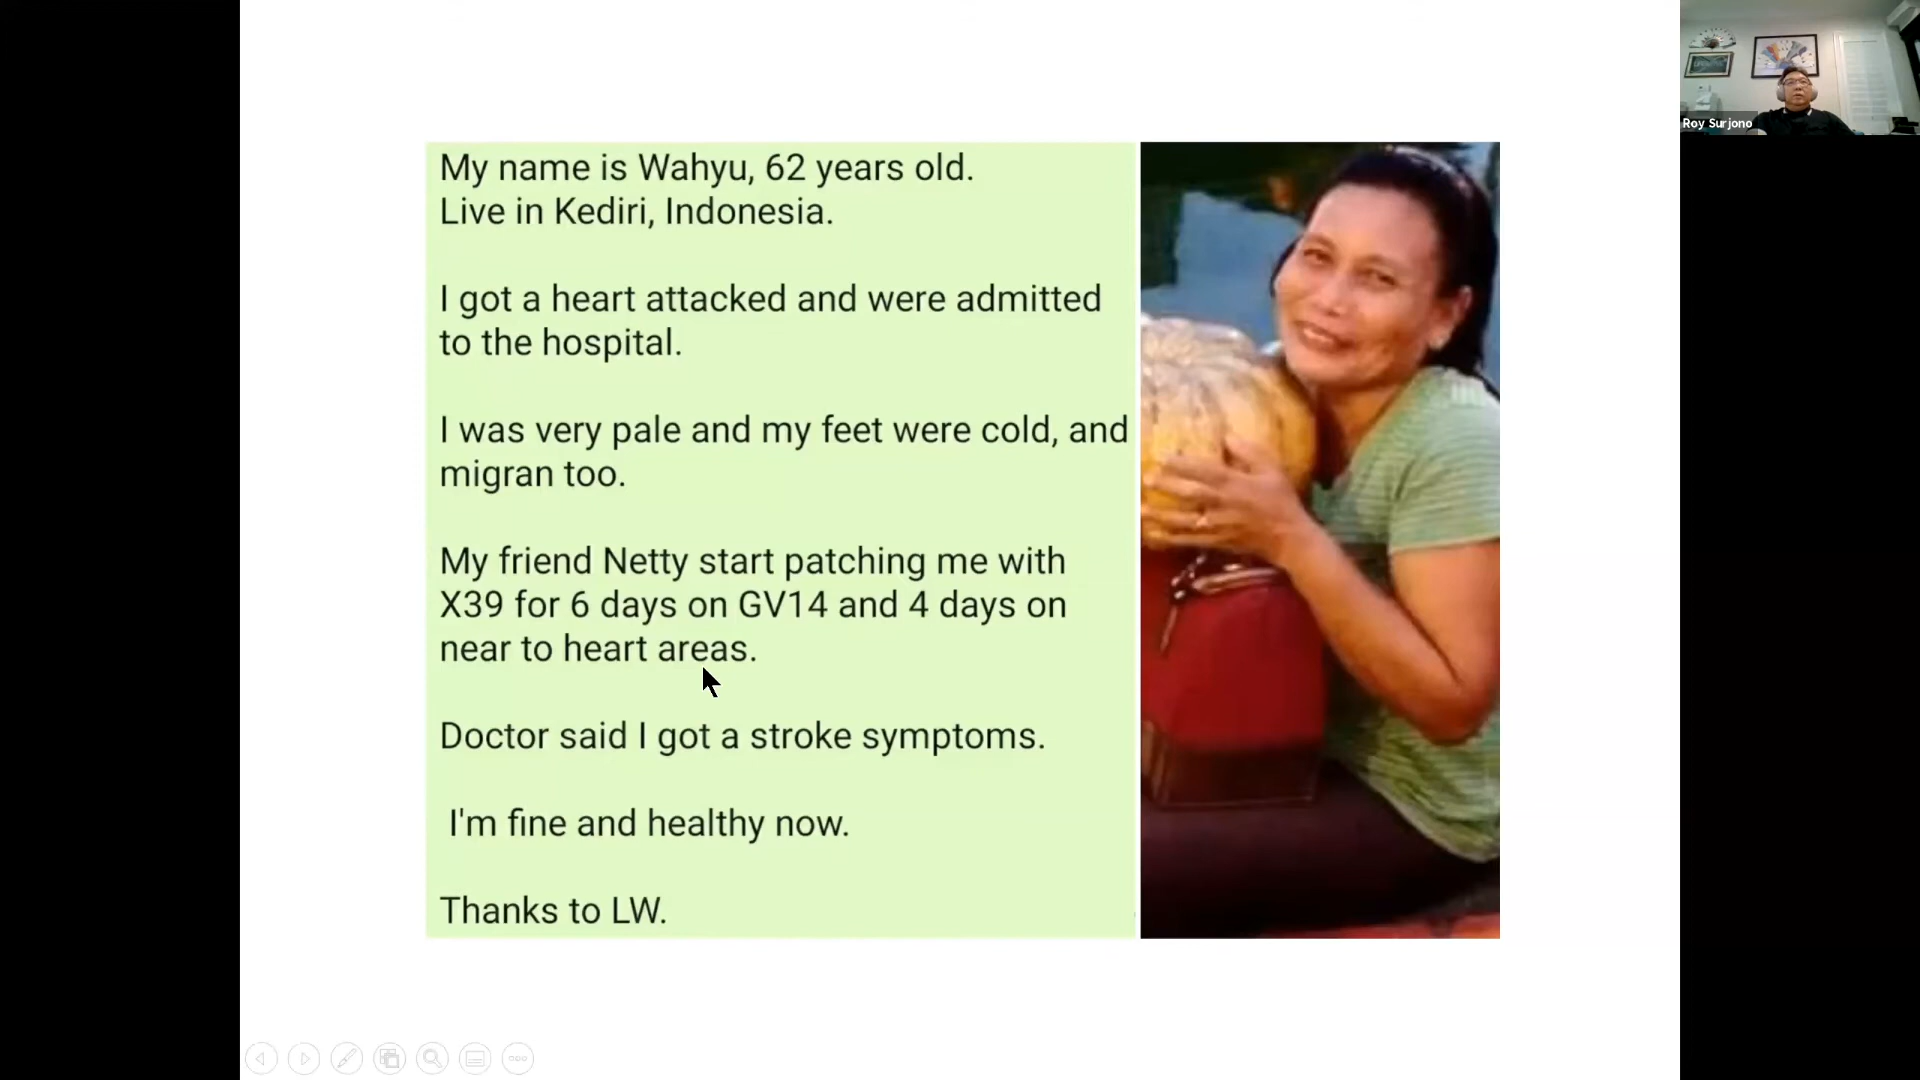 My name is Wahyu, 62 years old.
Live in Kediri, Indonesia.
I got a heart attacked and were admitted
to the hospital.
I was very pale and my feet were cold, and
migran too.
My friend Netty start patching me with
X39 for 6 days on GV14 and 4 days on
near to heart areas.
Doctor said I got a stroke symptoms.
I'm fine and healthy now.
Thanks to LW.
Roy Surjono